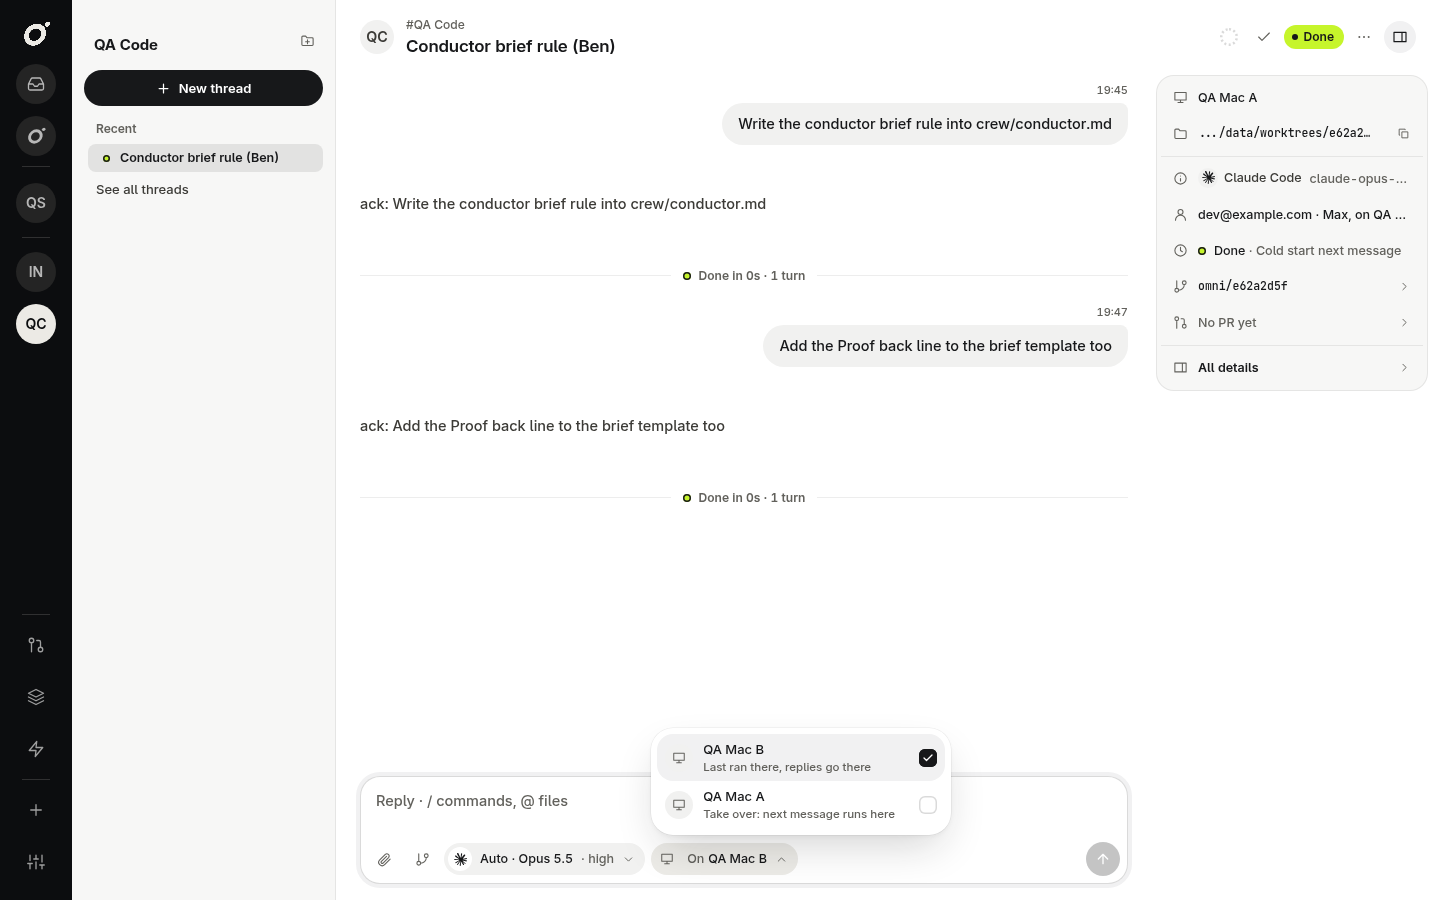 QA Code
New thread
Recent
Conductor brief rule (Ben)
See all threads
QS
IN
QC
QC
#QA Code
Conductor brief rule (Ben)
Done
19:45
Write the conductor brief rule into crew/conductor.md
ack: Write the conductor brief rule into crew/conductor.md
Done in 0s · 1 turn
19:47
Add the Proof back line to the brief template too
ack: Add the Proof back line to the brief template too
Done in 0s · 1 turn
QA Mac B
Last ran there, replies go there
QA Mac A
Take over: next message runs here
Reply · / commands, @ files
Auto · Opus 5.5 · high
On QA Mac B
QA Mac A
.../data/worktrees/e62a2…
Claude Code claude-opus-…
dev@example.com · Max, on QA …
Done · Cold start next message
omni/e62a2d5f
No PR yet
All details